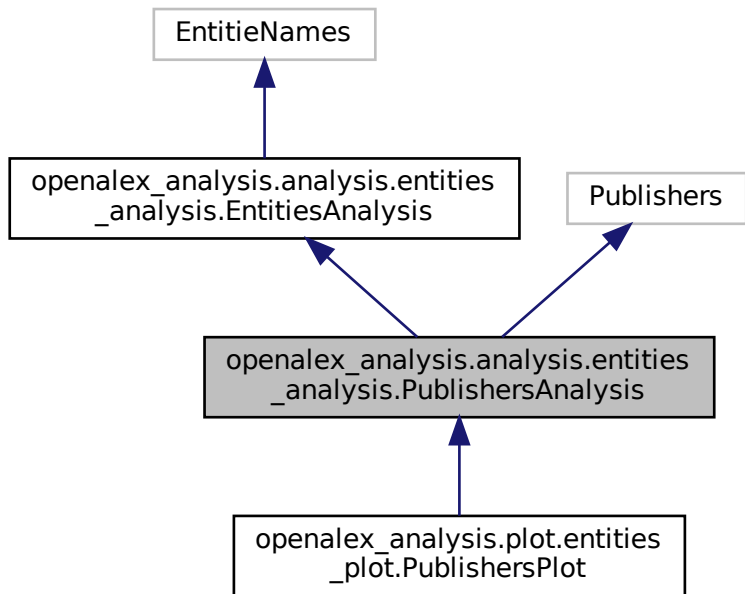 EntitieNames
openalex_analysis.analysis.entities
_analysis.EntitiesAnalysis
Publishers
openalex_analysis.analysis.entities
_analysis.PublishersAnalysis
openalex_analysis.plot.entities
_plot.PublishersPlot